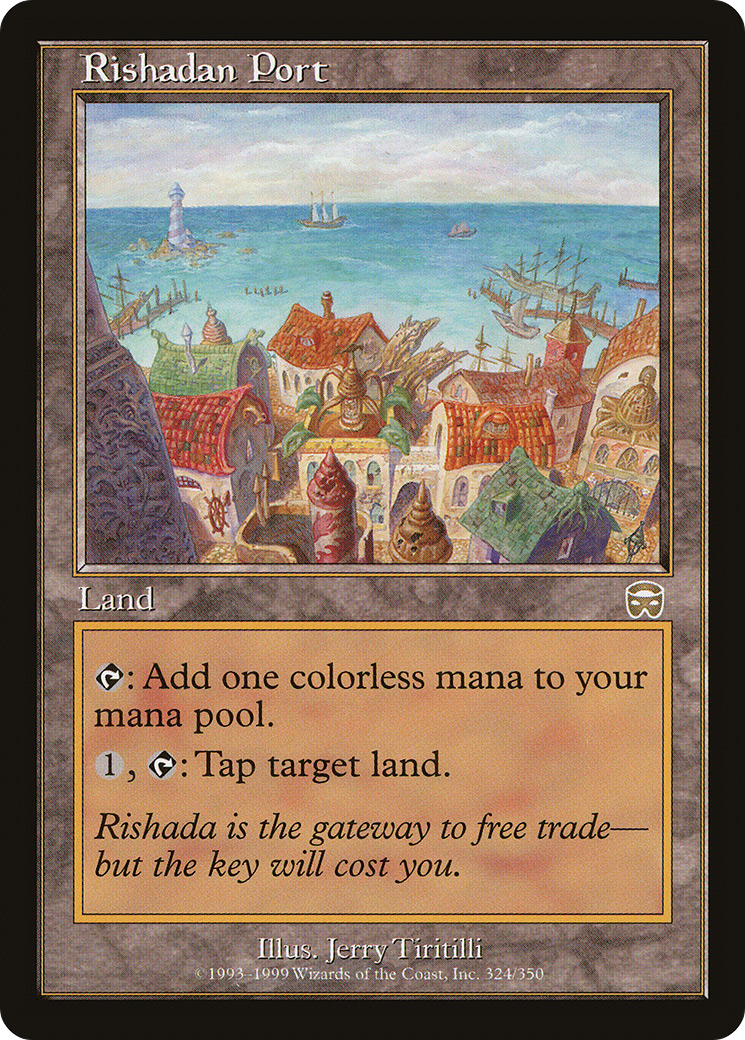 Rishadan Port
Land
: Add one colorless mana to your
mana pool.
1, : Tap target land.
Rishada is the gateway to free trade—
but the key will cost you.
Illus. Jerry Tiritilli
© 1993–1999 Wizards of the Coast, Inc. 324/350